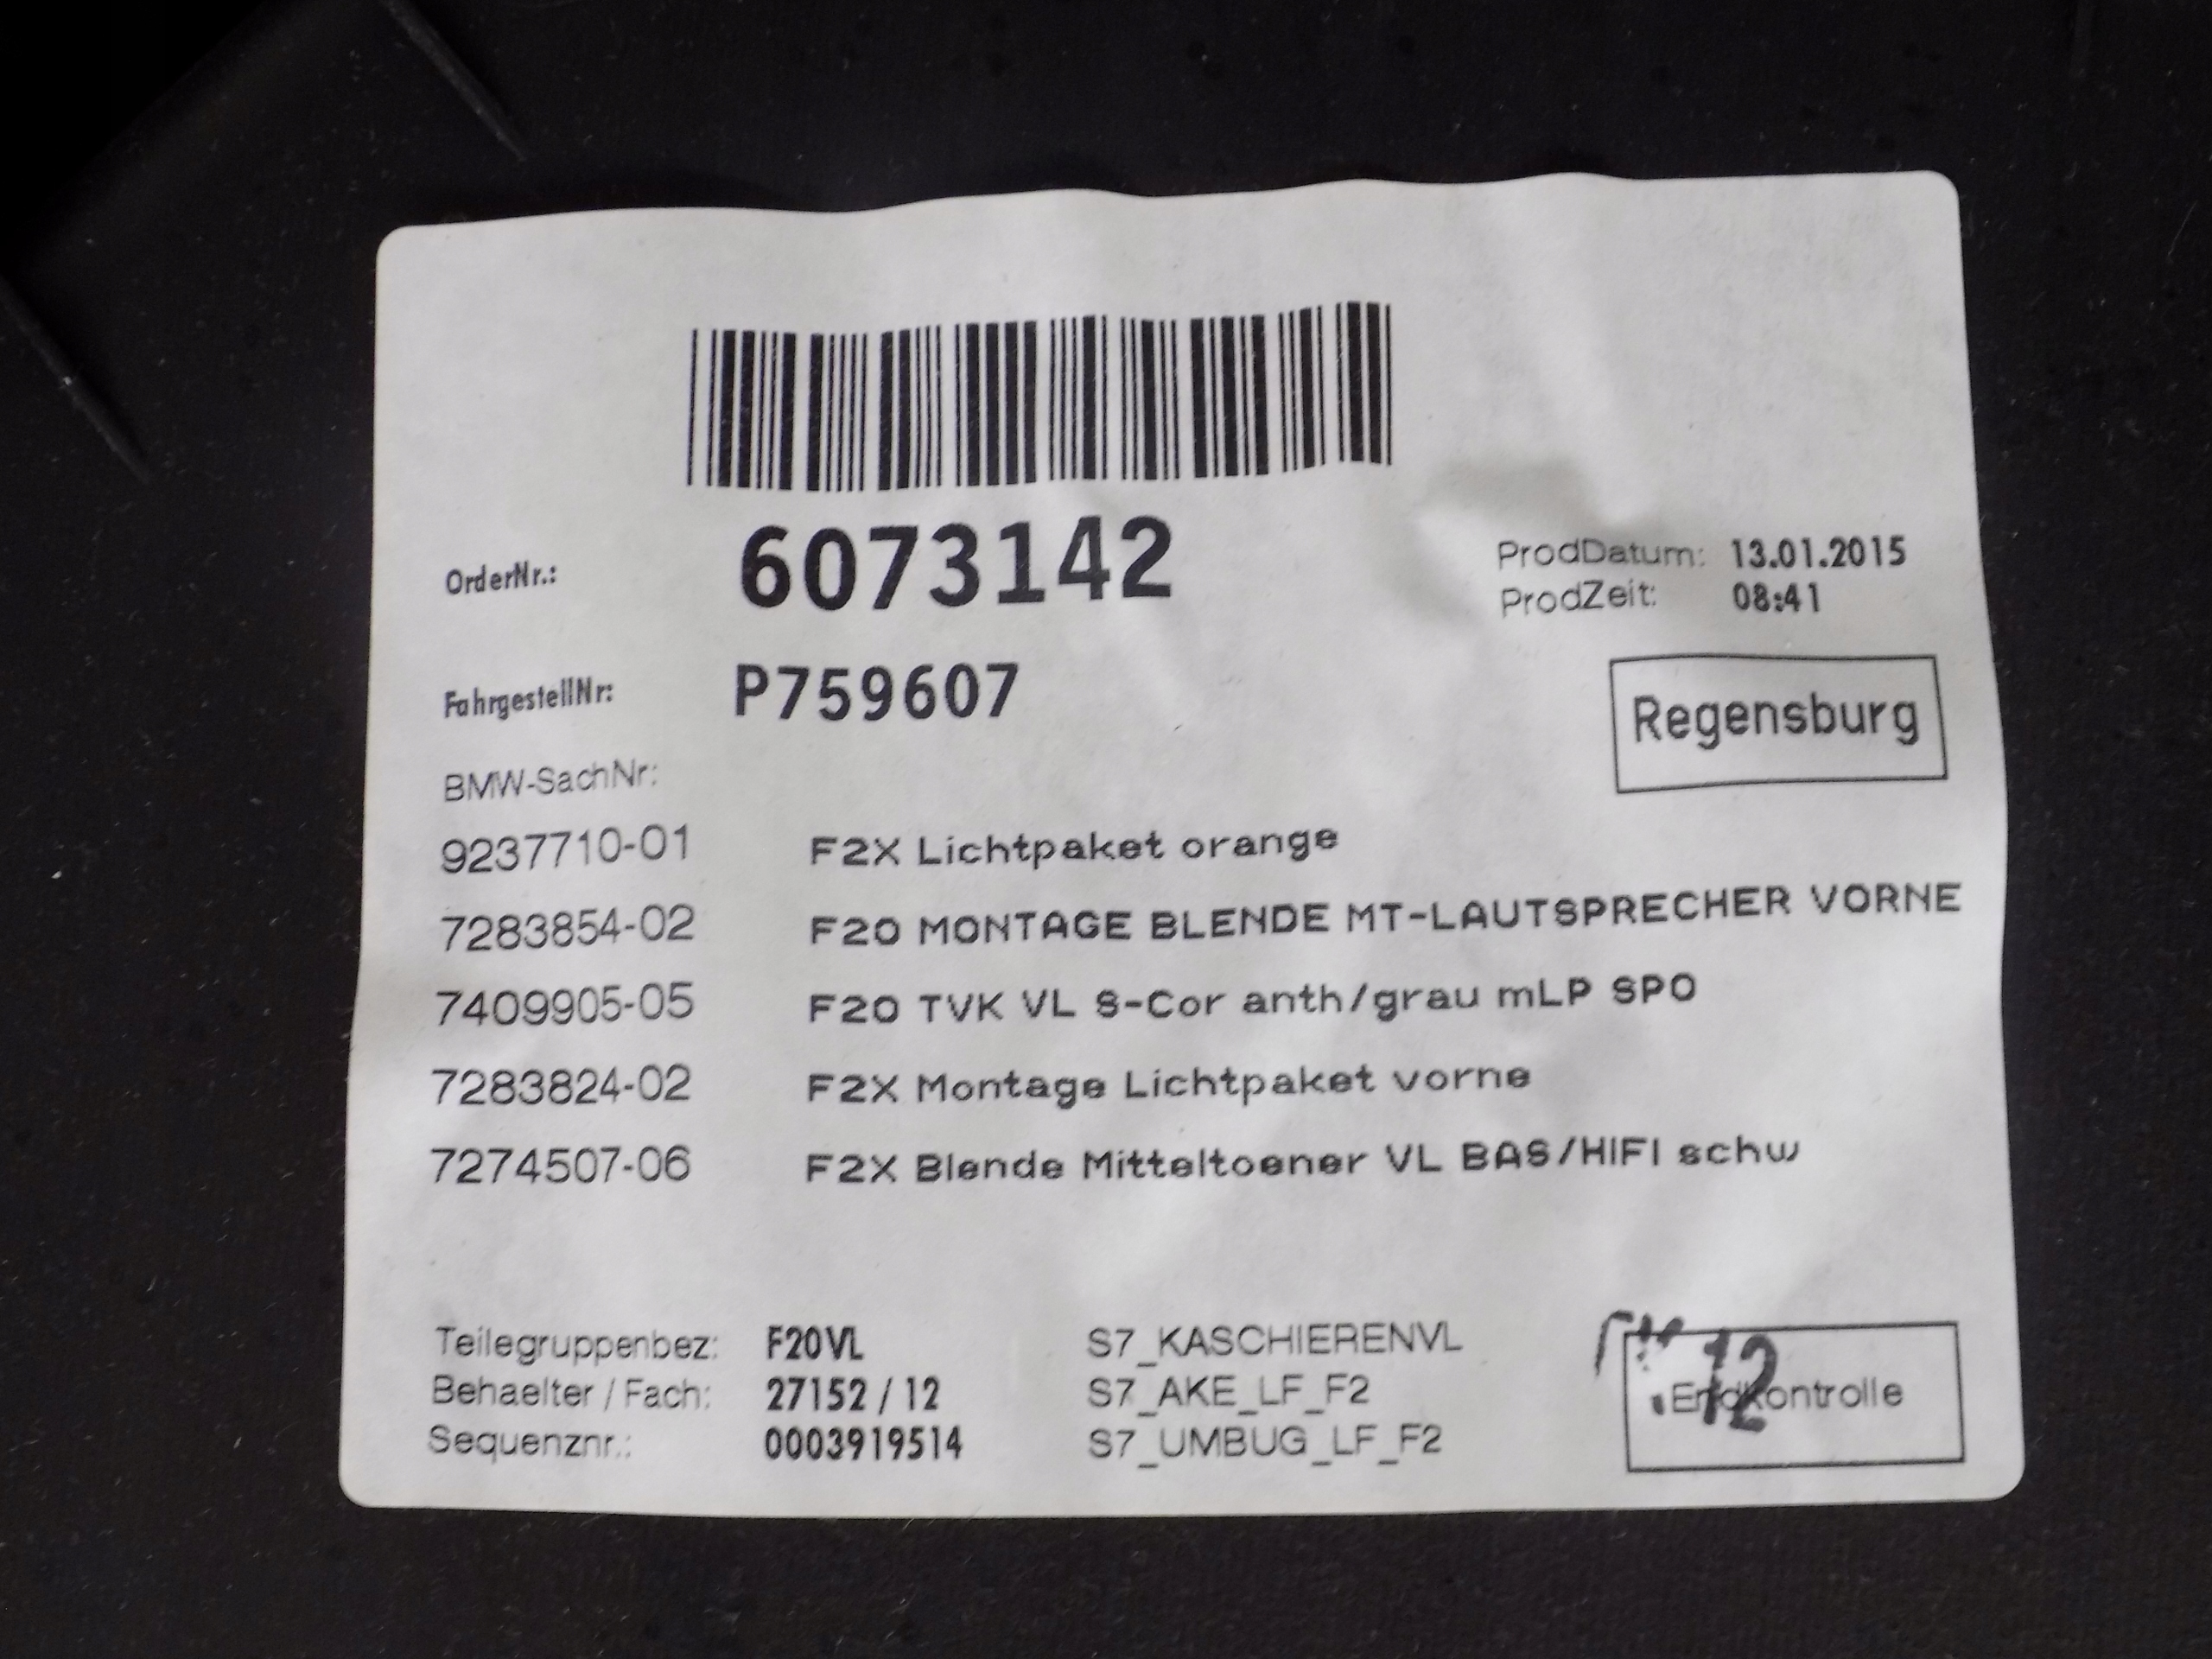 OrderNr.: 6073142
ProdDatum: 13.01.2015
ProdZeit: 08:41
FahrgestellNr: P759607
Regensburg
BMW-SachNr:
9237710-01 F2X Lichtpaket orange
7283854-02 F20 MONTAGE BLENDE MT-LAUTSPRECHER VORNE
7409905-05 F20 TVK VL S-Cor anth/grau mLP SPO
7283824-02 F2X Montage Lichtpaket vorne
7274507-06 F2X Blende Mitteltoener VL BAS/HIFI schw
Teilegruppenbez: F20VL S7_KASCHIERENVL
Behaelter / Fach: 27152 / 12 S7_AKE_LF_F2
Sequenznr.: 0003919514 S7_UMBUG_LF_F2
12
Endkontrolle